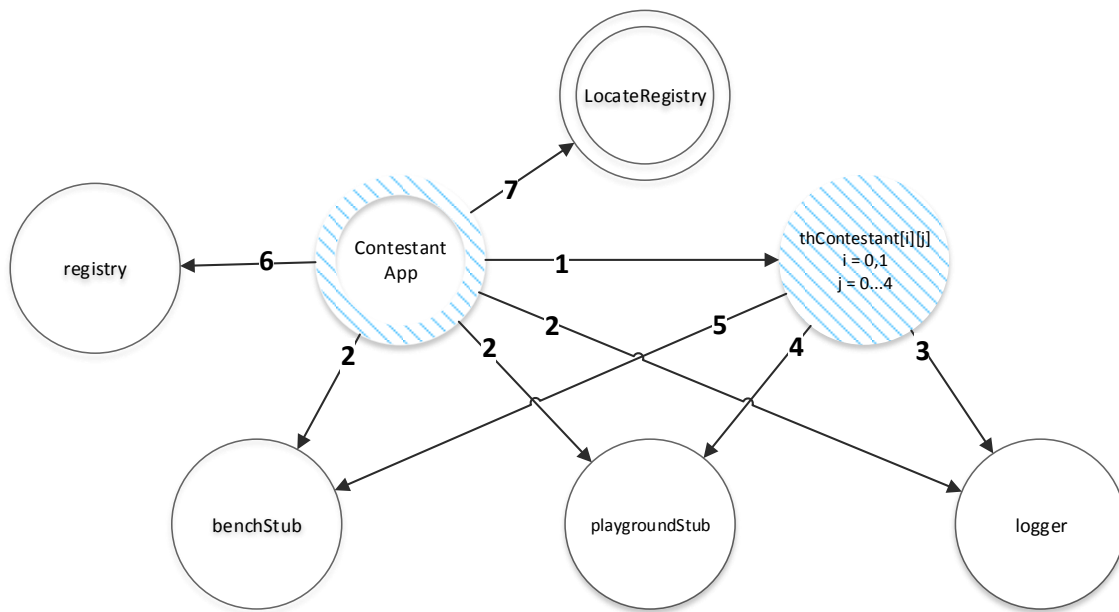 LocateRegistry
7
thContestant[i][j]
i = 0,1
j = 0...4
Contestant
App
registry
6
1
2
5
2
2
4
3
benchStub
playgroundStub
logger